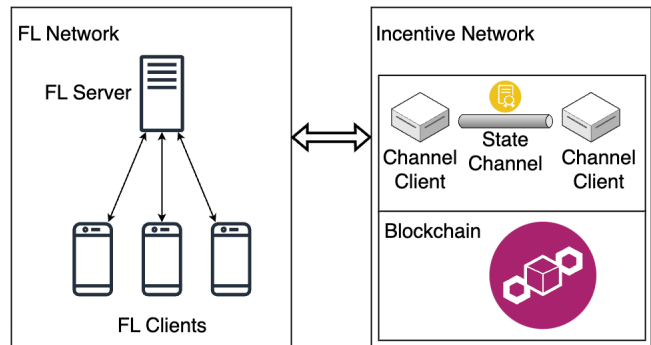 FL Network
FL Server
FL Clients
Incentive Network
Channel
Client
State
Channel
Channel
Client
Blockchain